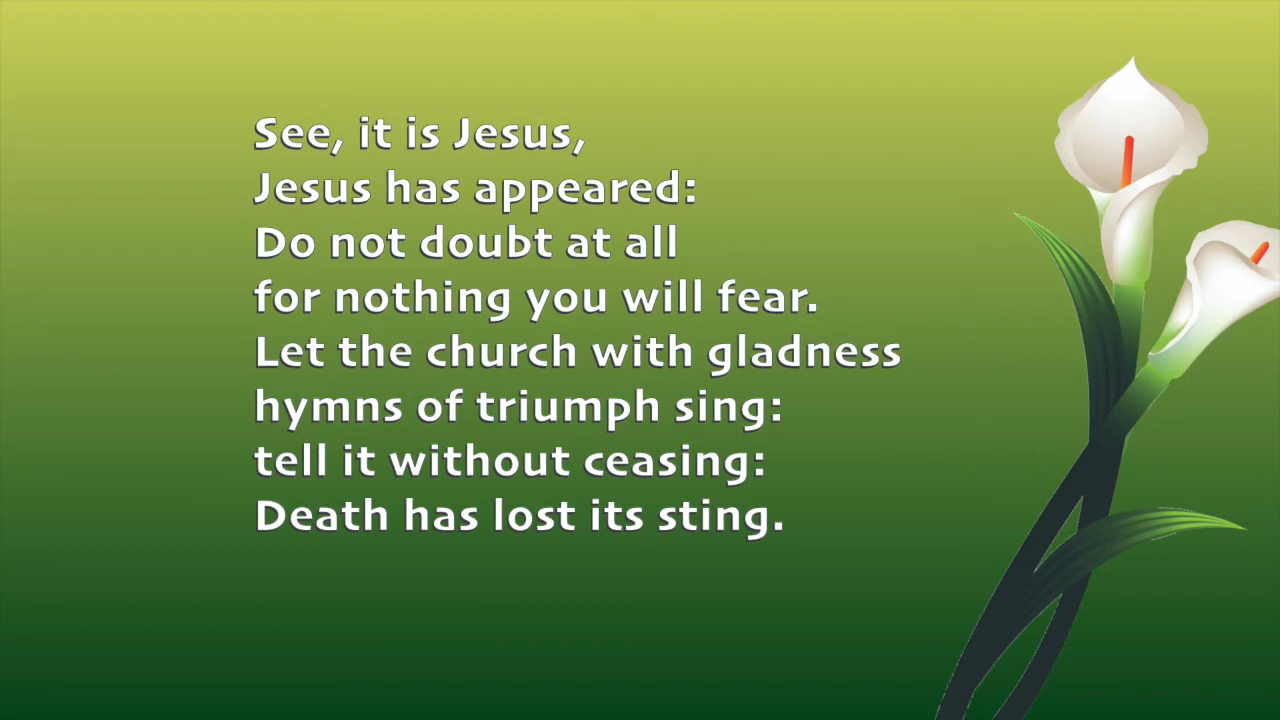 See, it is Jesus,
Jesus has appeared:
Do not doubt at all
for nothing you will fear.
Let the church with gladness
hymns of triumph sing:
tell it without ceasing:
Death has lost its sting.